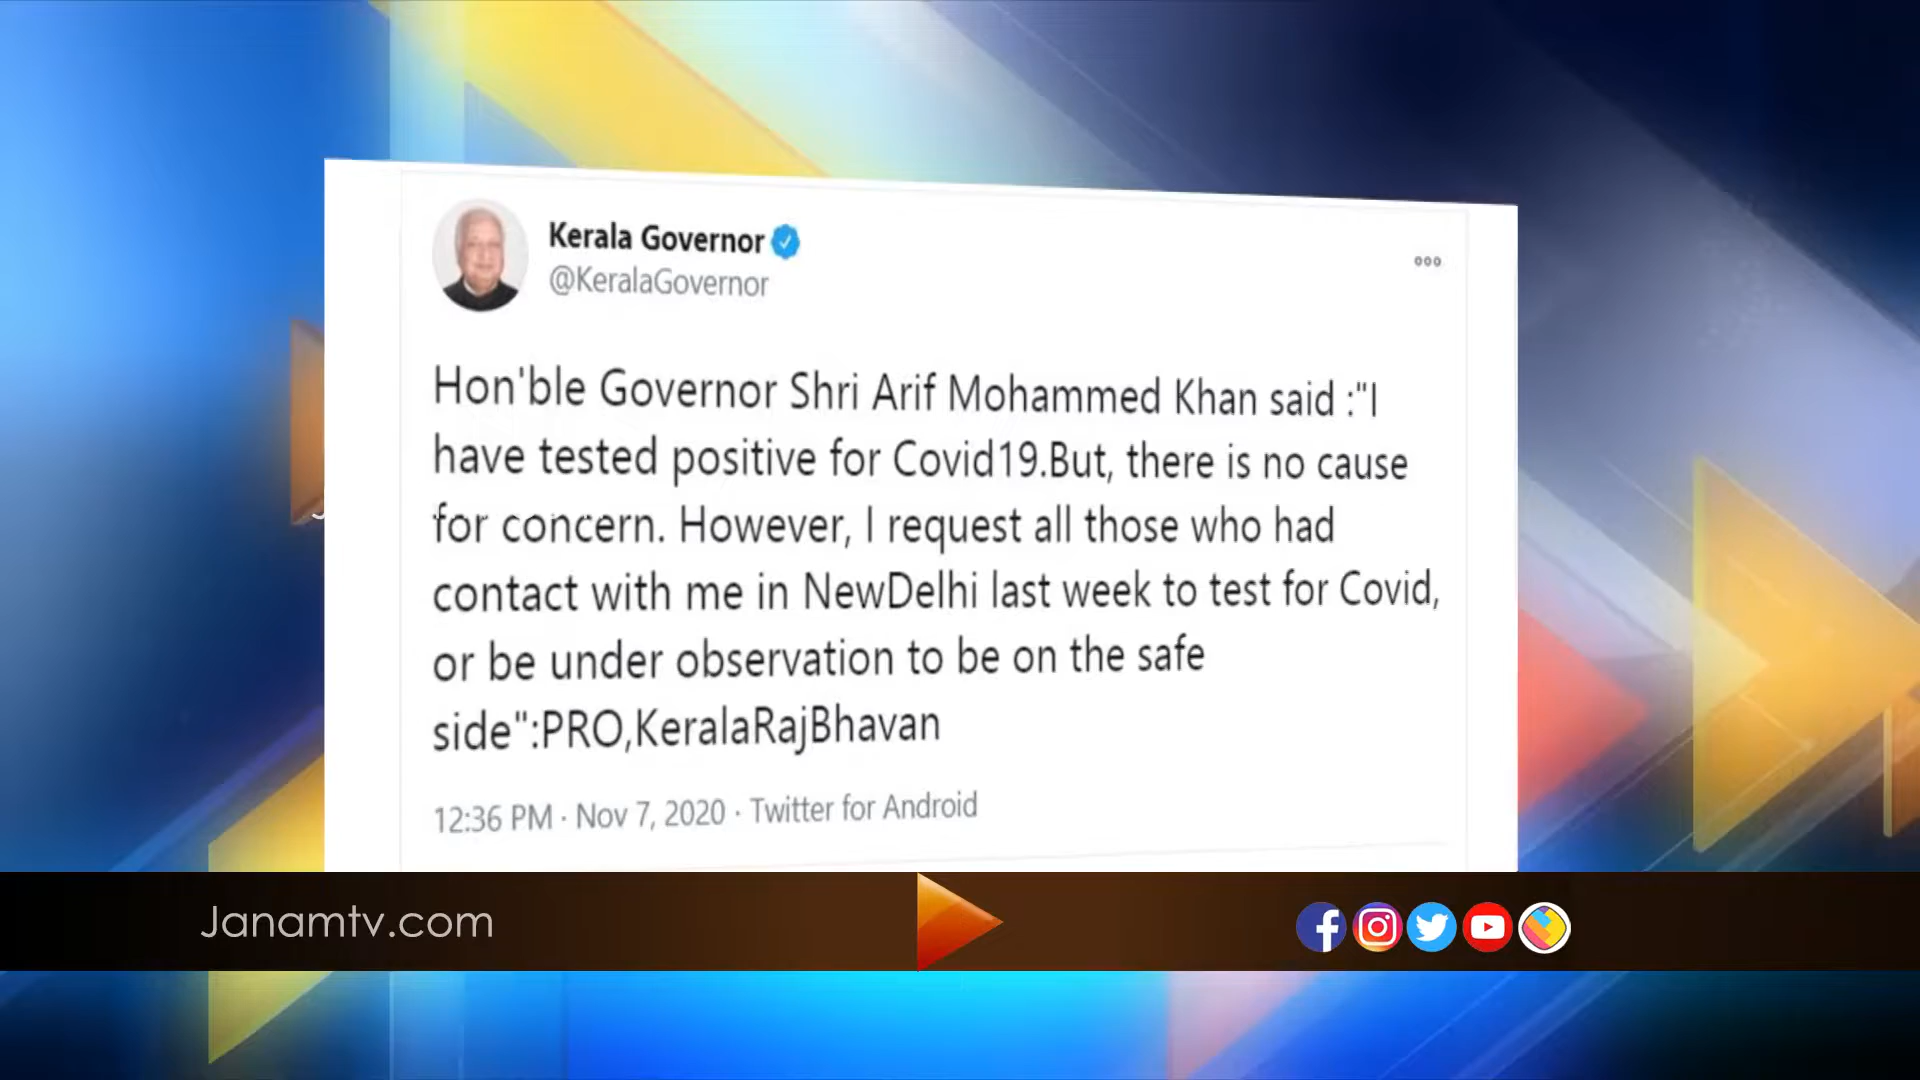 Kerala Governor
@KeralaGovernor
Hon'ble Governor Shri Arif Mohammed Khan said :"I
have tested positive for Covid19.But, there is no cause
for concern. However, I request all those who had
contact with me in NewDelhi last week to test for Covid,
or be under observation to be on the safe
side":PRO,KeralaRajBhavan
12:36 PM · Nov 7, 2020 · Twitter for Android
Janamtv.com